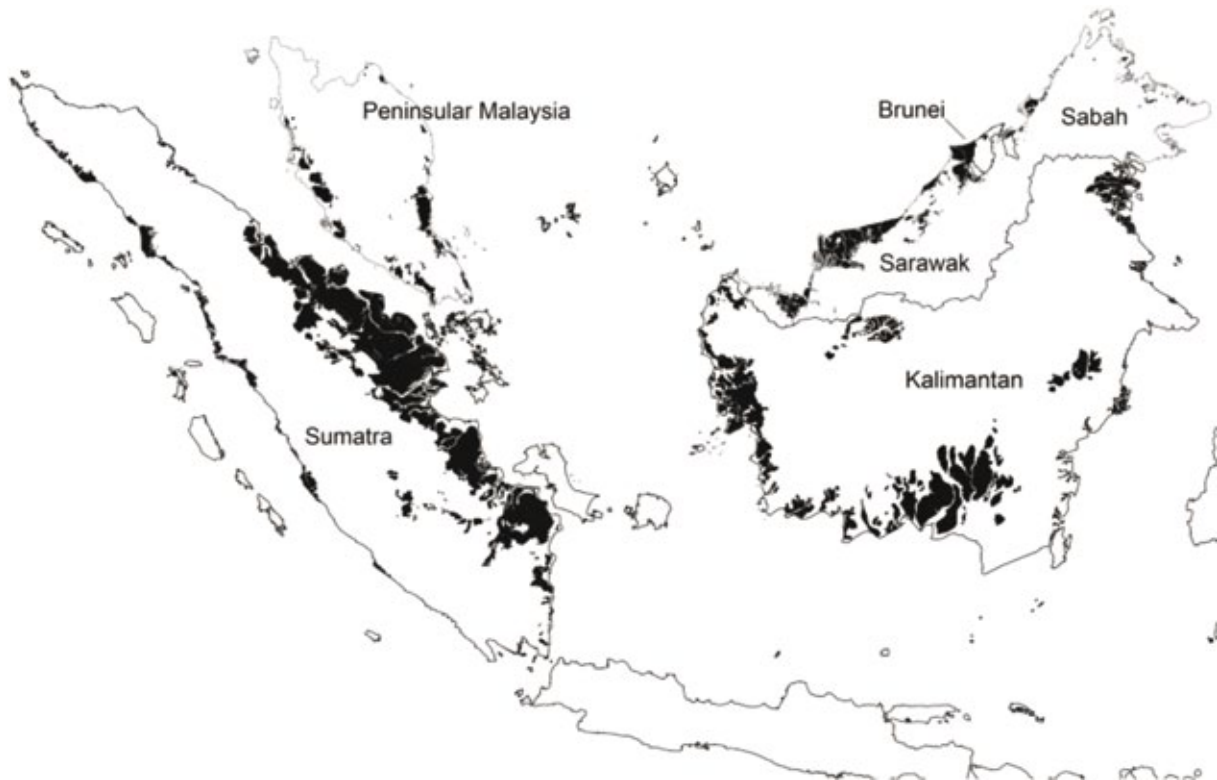 Peninsular Malaysia
Brunei
Sabah
Sarawak
Kalimantan
Sumatra